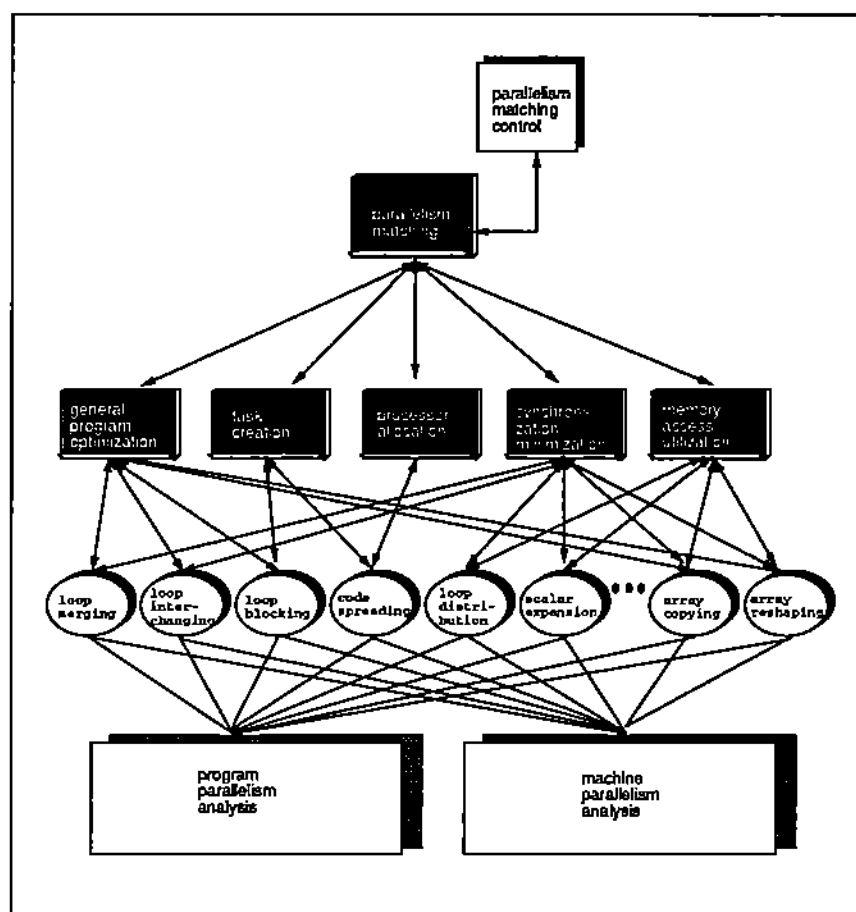 parallelism
matching
control
parallelism
matching
general
program
optimization
task
creation
processor
allocation
synchron-
ization
minimization
memory
access
utilization
loop
merging
loop
inter-
changing
loop
blocking
code
spreading
loop
distri-
bution
scalar
expansion
array
copying
array
reshaping
program
parallelism
analysis
machine
parallelism
analysis